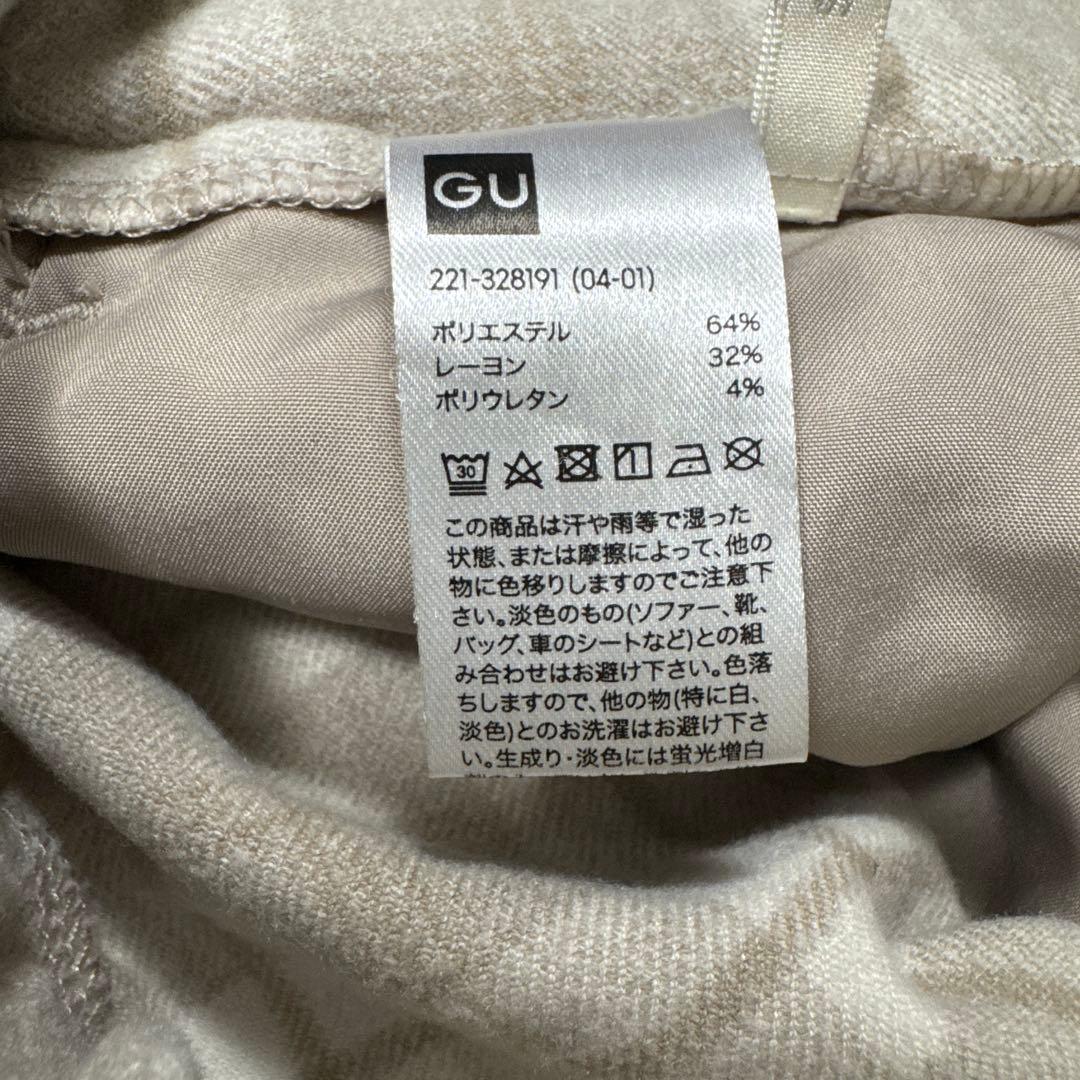 GU
221-328191 (04-01)
ポリエステル 64%
レーヨン 32%
ポリウレタン 4%
30
この商品は汗や雨等で湿った
状態、または摩擦によって、他の
物に色移りしますのでご注意下
さい。淡色のもの(ソファー、靴、
バッグ、車のシートなど)との組
み合わせはお避け下さい。色落
ちしますので、他の物(特に白、
淡色)とのお洗濯はお避け下さ
い。生成り・淡色には蛍光増白